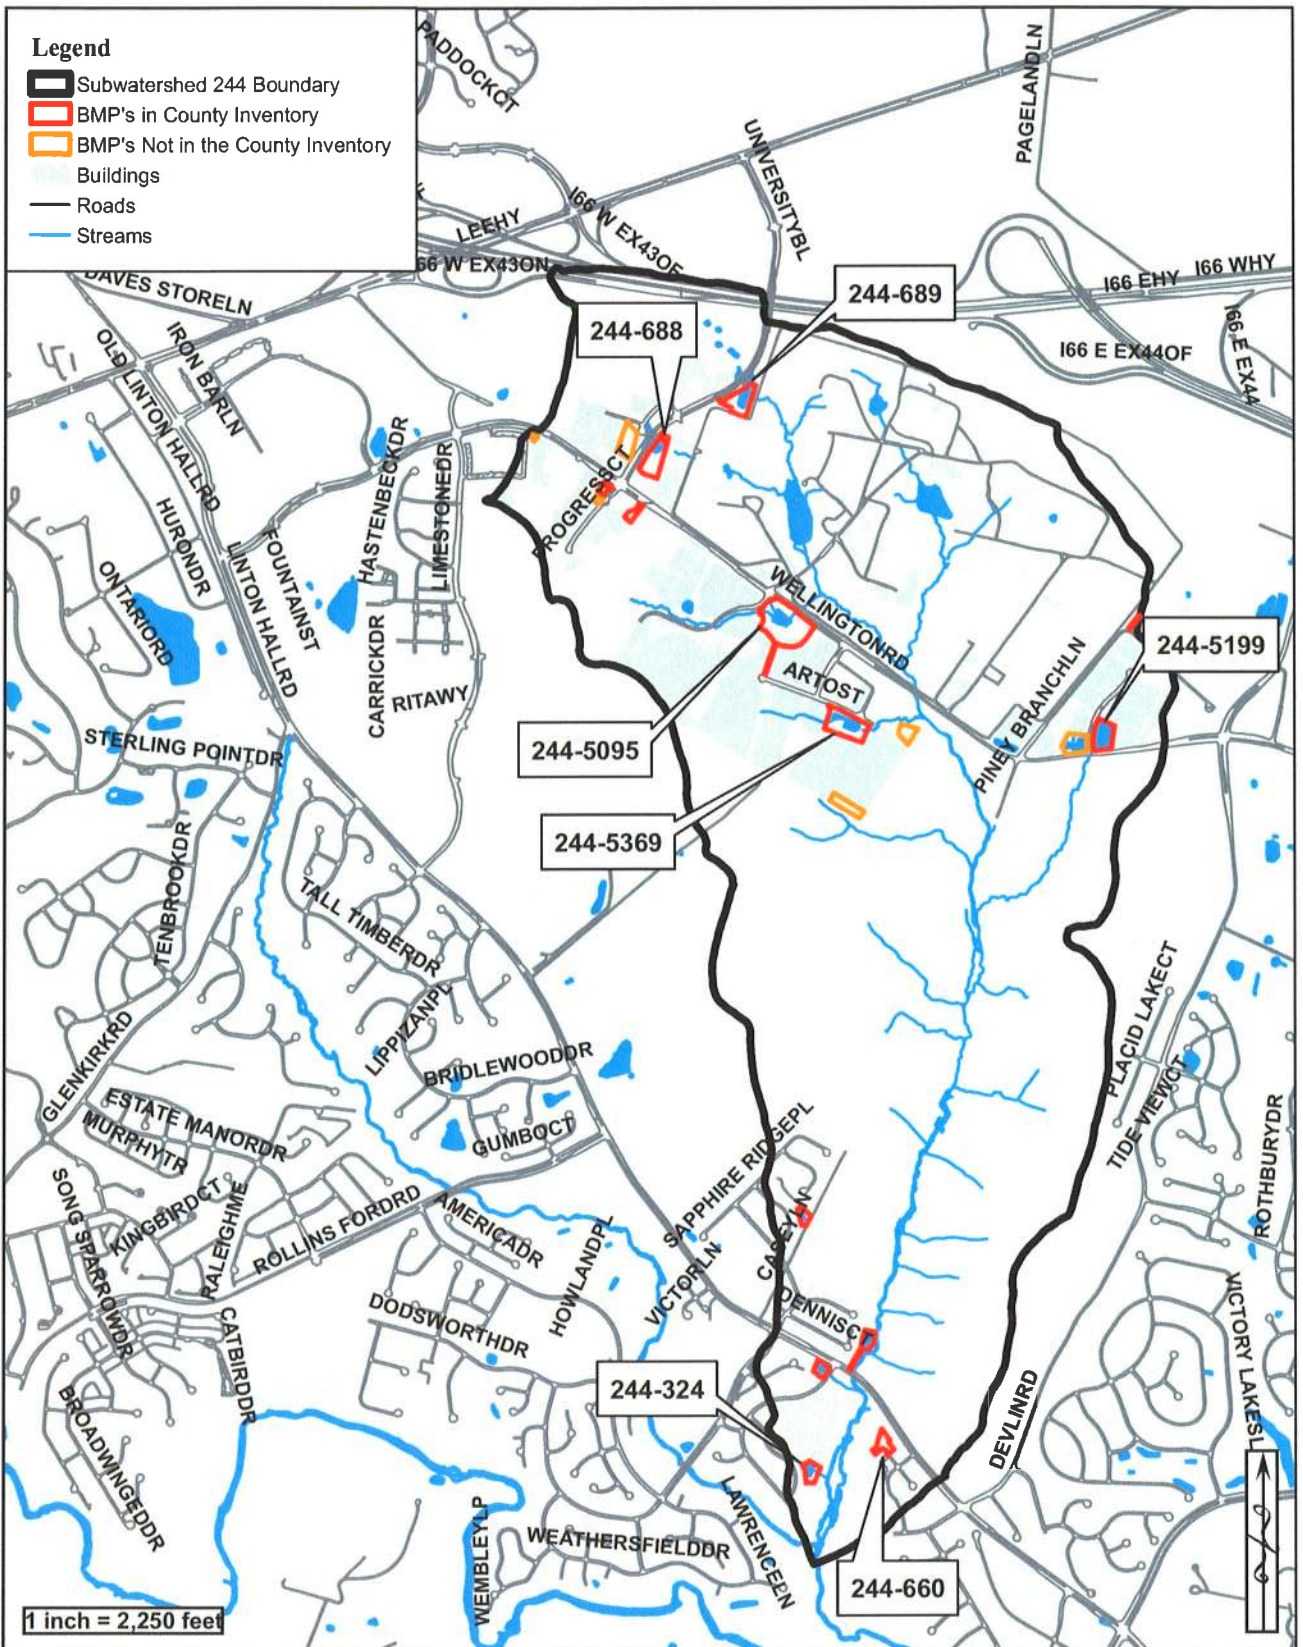 Legend
Subwatershed 244 Boundary
BMP's in County Inventory
BMP's Not in the County Inventory
Buildings
Roads
Streams
PADDOCKCT
PAGELANDLN
UNIVERSITYBL
I66 W EX43OF
LEEHY
66 W EX43ON
I66 EHY
I66 WHY
DAVES STORELN
244-689
244-688
I66 E EX44OF
I66 E EX44
OLD LINTON HALLRD
IRON BARLN
HASTENBECKDR
LIMESTONEDR
PROGRESSCT
HURONDR
FOUNTAINST
LINTON HALLRD
ONTARIORD
CARRICKDR
RITAWY
WELLINGTONRD
ARTOST
PINEY BRANCHLN
244-5199
STERLING POINTDR
244-5095
244-5369
TENBROOKDR
TALL TIMBERDR
LIPPIZANPL
PLACID LAKECT
GLENKIRKRD
BRIDLEWOODDR
TIDE VIEWCT
ESTATE MANORDR
MURPHYTR
GUMBOCT
ROTHBURYDR
SONG SPARROWDR
KINGBIRDCT
RALEIGHME
ROLLINS FORDRD
AMERICADR
SAPPHIRE RIDGEPL
HOWLANDPL
VICTORLN
CASEYLN
DENNISC
DODSWORTHDR
CATBIRDDR
VICTORY LAKESL
BROADWINGEDDR
244-324
DEVLINRD
LAWRENCELN
WEMBLEYLP
WEATHERSFIELDDR
244-660
1 inch = 2,250 feet